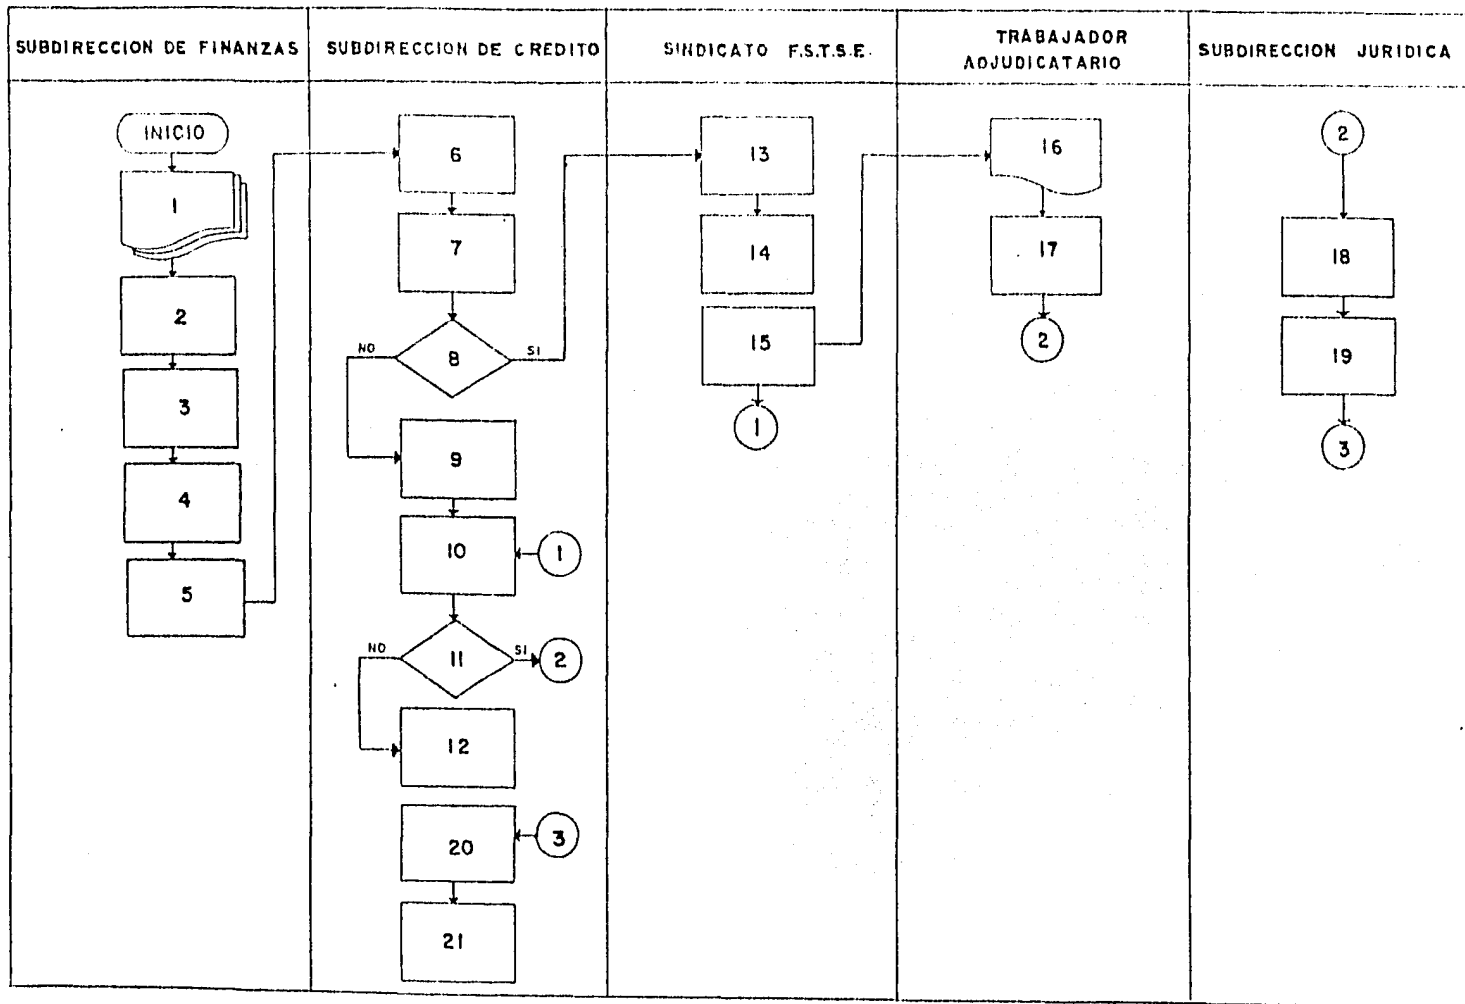 SUBDIRECCION DE FINANZAS
SUBDIRECCION DE CREDITO
SINDICATO F.S.T.S.E.
TRABAJADOR
ADJUDICATARIO
SUBDIRECCION JURIDICA
INICIO
1
2
3
4
5
6
7
8
NO
SI
9
10
1
11
NO
SI
2
12
20
3
21
13
14
15
1
16
17
2
2
18
19
3